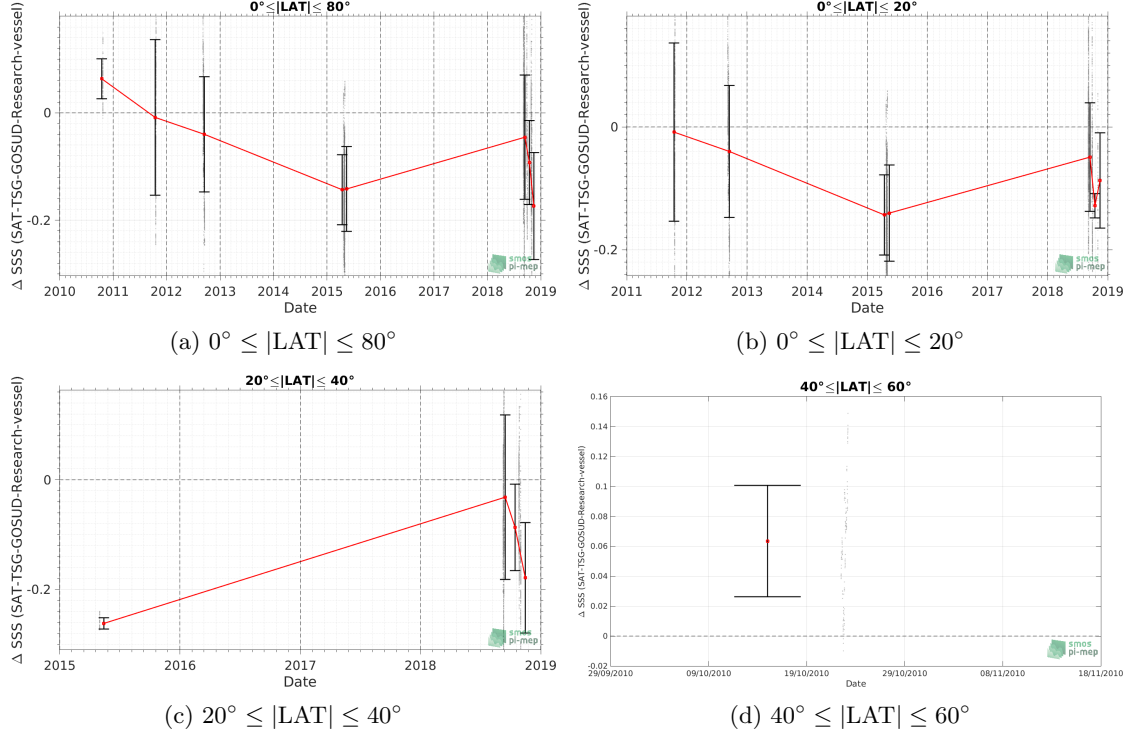 0°≤|LAT|≤ 80°
Δ SSS (SAT-TSG-GOSUD-Research-vessel)
0
-0.2
2010 2011 2012 2013 2014 2015 2016 2017 2018 2019
Date
smos
pi-mep
(a) 0° ≤ |LAT| ≤ 80°
0°≤|LAT|≤ 20°
Δ SSS (SAT-TSG-GOSUD-Research-vessel)
0
-0.2
2011 2012 2013 2014 2015 2016 2017 2018 2019
Date
smos
pi-mep
(b) 0° ≤ |LAT| ≤ 20°
20°≤|LAT|≤ 40°
Δ SSS (SAT-TSG-GOSUD-Research-vessel)
0
-0.2
2015 2016 2017 2018 2019
Date
smos
pi-mep
(c) 20° ≤ |LAT| ≤ 40°
40°≤|LAT|≤ 60°
Δ SSS (SAT-TSG-GOSUD-Research-vessel)
0.16
0.14
0.12
0.1
0.08
0.06
0.04
0.02
0
-0.02
29/09/2010 09/10/2010 19/10/2010 29/10/2010 08/11/2010 18/11/2010
Date
smos
pi-mep
(d) 40° ≤ |LAT| ≤ 60°